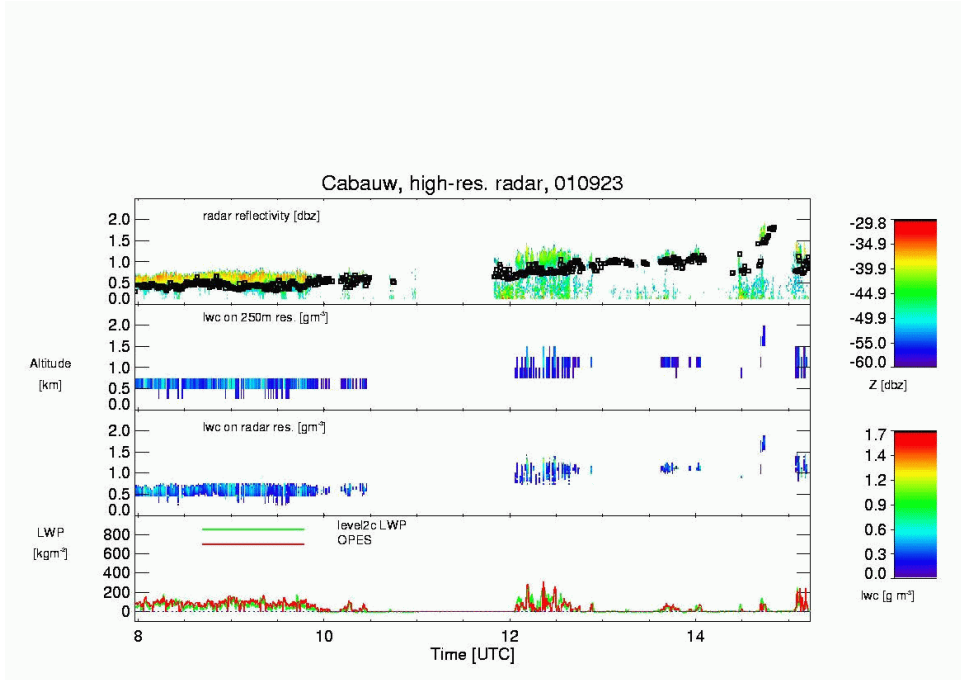 Cabauw, high-res. radar, 010923
radar reflectivity [dbz]
2.0
1.5
1.0
0.5
0.0
lwc on 250m res. [gm⁻³]
2.0
1.5
1.0
0.5
0.0
Altitude
[km]
lwc on radar res. [gm⁻³]
2.0
1.5
1.0
0.5
0.0
LWP
[kgm⁻²]
level2c LWP
OPES
800
600
400
200
0
8
10
12
14
Time [UTC]
-29.8
-34.9
-39.9
-44.9
-49.9
-55.0
-60.0
Z [dbz]
1.7
1.4
1.2
0.9
0.6
0.3
0.0
lwc [g m⁻³]